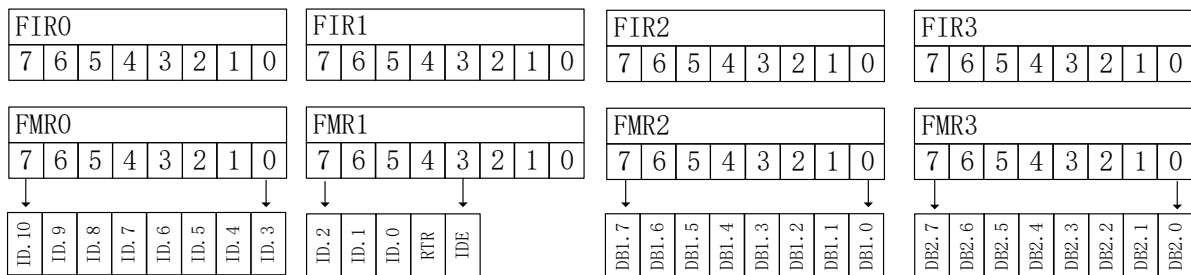 FIR0 FIR1 FIR2 FIR3
7 6 5 4 3 2 1 0 7 6 5 4 3 2 1 0 7 6 5 4 3 2 1 0 7 6 5 4 3 2 1 0
FMR0 FMR1 FMR2 FMR3
7 6 5 4 3 2 1 0 7 6 5 4 3 2 1 0 7 6 5 4 3 2 1 0 7 6 5 4 3 2 1 0
ID.10 ID.9 ID.8 ID.7 ID.6 ID.5 ID.4 ID.3 ID.2 ID.1 ID.0 RTR IDE DB1.7 DB1.6 DB1.5 DB1.4 DB1.3 DB1.2 DB1.1 DB1.0 DB2.7 DB2.6 DB2.5 DB2.4 DB2.3 DB2.2 DB2.1 DB2.0